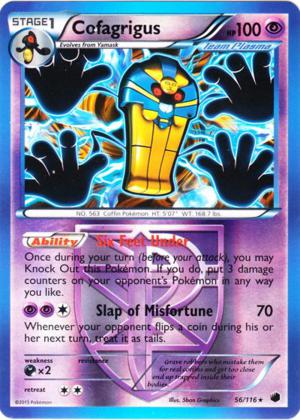 STAGE1
Cofagrigus
HP100
Evolves from Yamask
Team Plasma
NO. 563 Coffin Pokémon HT. 5'07" WT. 168.7 lbs.
Ability Six Feet Under
Once during your turn (before your attack), you may
Knock Out this Pokémon. If you do, put 3 damage
counters on your opponent's Pokémon in any way
you like.
Slap of Misfortune 70
Whenever your opponent flips a coin during his or
her next turn, treat it as tails.
weakness
resistance
×2
retreat
Grave robbers who mistake them
for real coffins and get too close
end up trapped inside their
bodies.
Illus. 5ban Graphics
56/116 ★
©2013 Pokémon